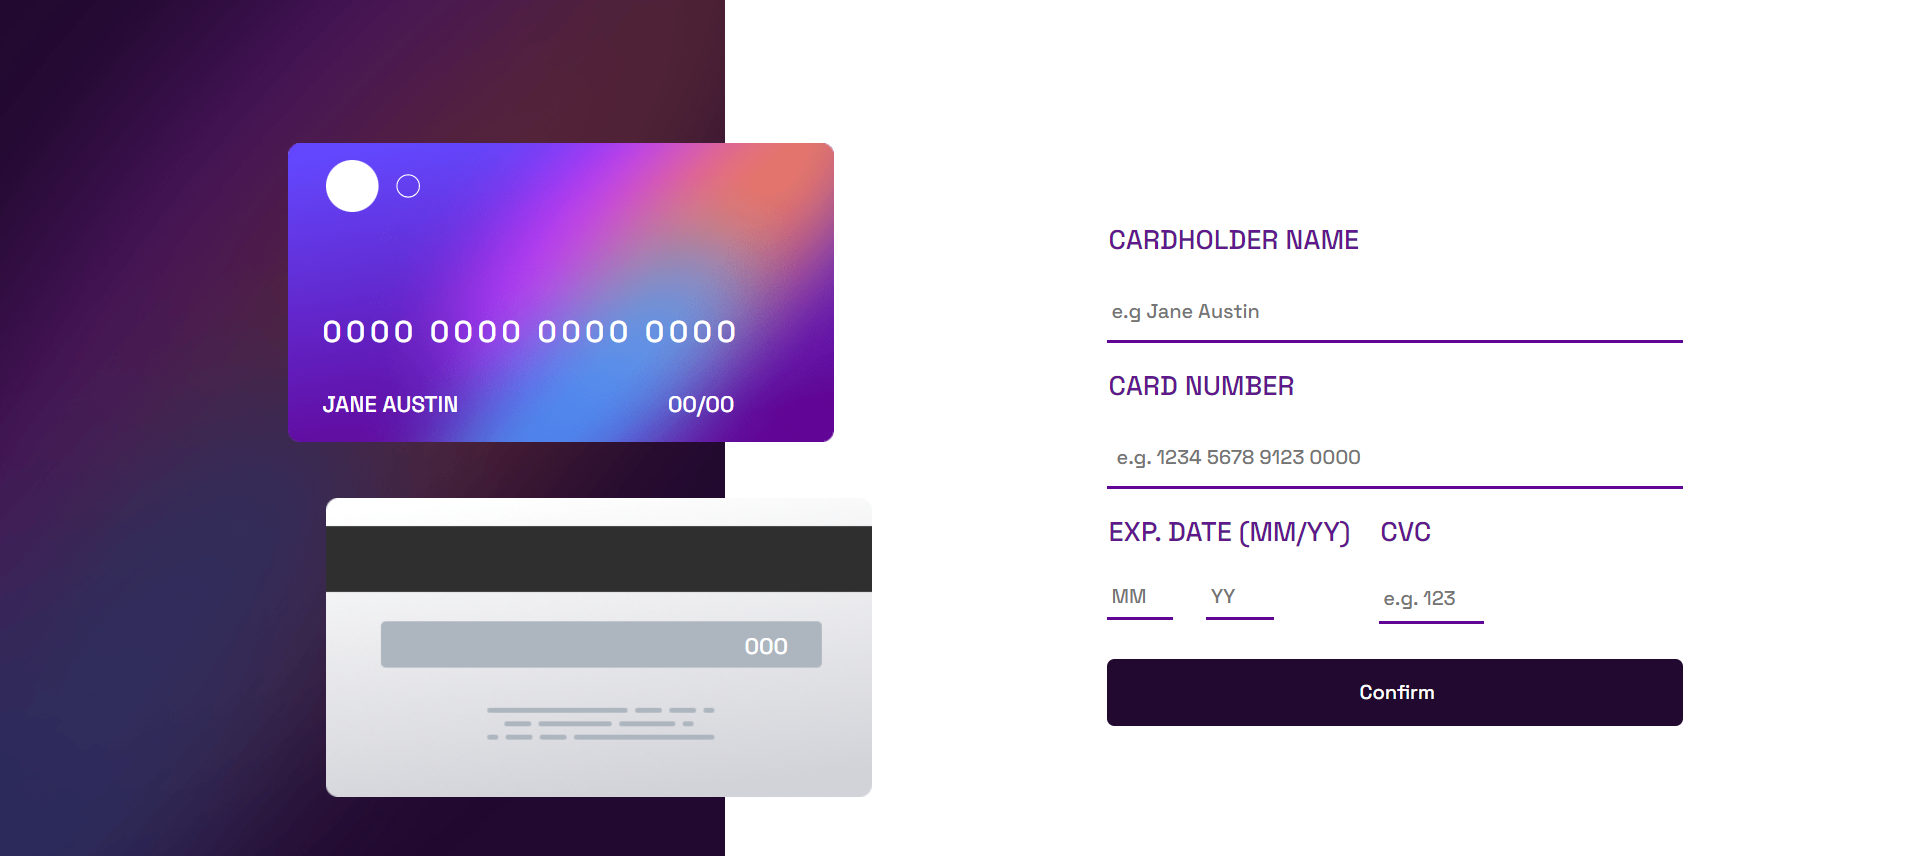 0000 0000 0000 0000
JANE AUSTIN 00/00
000
CARDHOLDER NAME
e.g Jane Austin
CARD NUMBER
e.g. 1234 5678 9123 0000
EXP. DATE (MM/YY) CVC
MM YY e.g. 123
Confirm